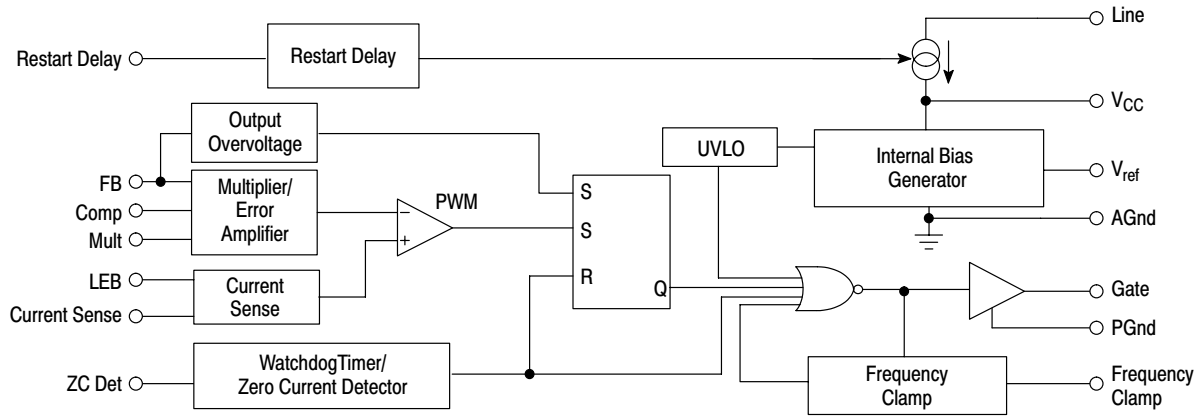 Line
Restart Delay
Restart Delay
VCC
Output
Overvoltage
UVLO
Internal Bias
Generator
Vref
FB
Multiplier/
Error
Amplifier
PWM
S
Comp
–
AGnd
Mult
+
S
LEB
Current
Sense
R
Q
Gate
Current Sense
PGnd
ZC Det
WatchdogTimer/
Zero Current Detector
Frequency
Clamp
Frequency
Clamp